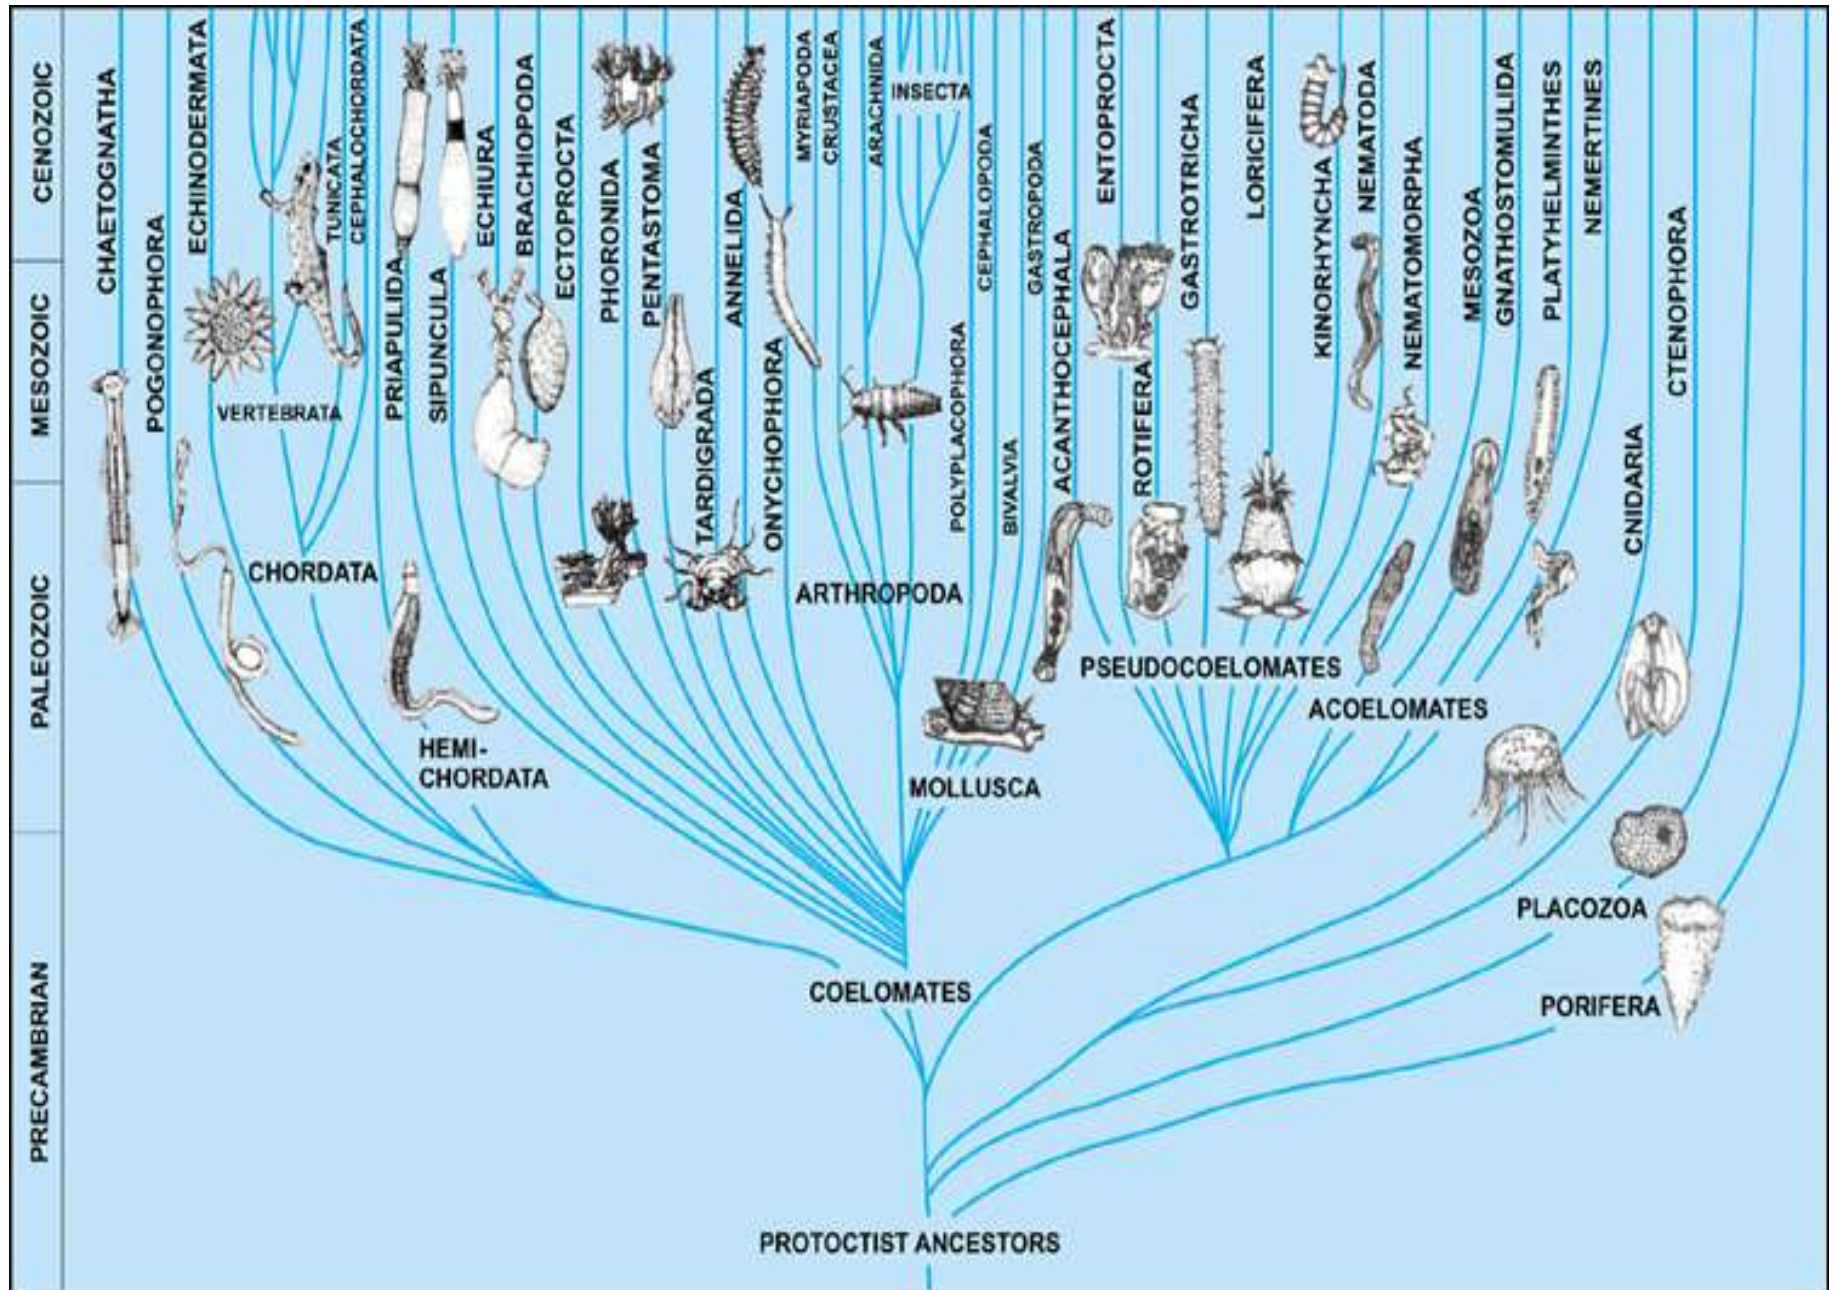 CENOZOIC
MESOZOIC
PALEOZOIC
PRECAMBRIAN
CHAETOGNATHA
POGONOPHORA
ECHINODERMATA
VERTEBRATA
TUNICATA
CEPHALOCHORDATA
CHORDATA
HEMI-
CHORDATA
PRIAPULIDA
SIPUNCULA
ECHIURA
BRACHIOPODA
ECTOPROCTA
PHORONIDA
PENTASTOMA
TARDIGRADA
ANNELIDA
ONYCHOPHORA
MYRIAPODA
CRUSTACEA
ARACHNIDA
INSECTA
ARTHROPODA
POLYPLACOPHORA
CEPHALOPODA
BIVALVIA
GASTROPODA
MOLLUSCA
ACANTHOCEPHALA
ENTOPROCTA
ROTIFERA
GASTROTRICHA
LORICIFERA
KINORHYNCHA
NEMATODA
NEMATOMORPHA
PSEUDOCOELOMATES
MESOZOA
GNATHOSTOMULIDA
PLATYHELMINTHES
NEMERTINES
ACOELOMATES
CNIDARIA
CTENOPHORA
PLACOZOA
PORIFERA
COELOMATES
PROTOCTIST ANCESTORS